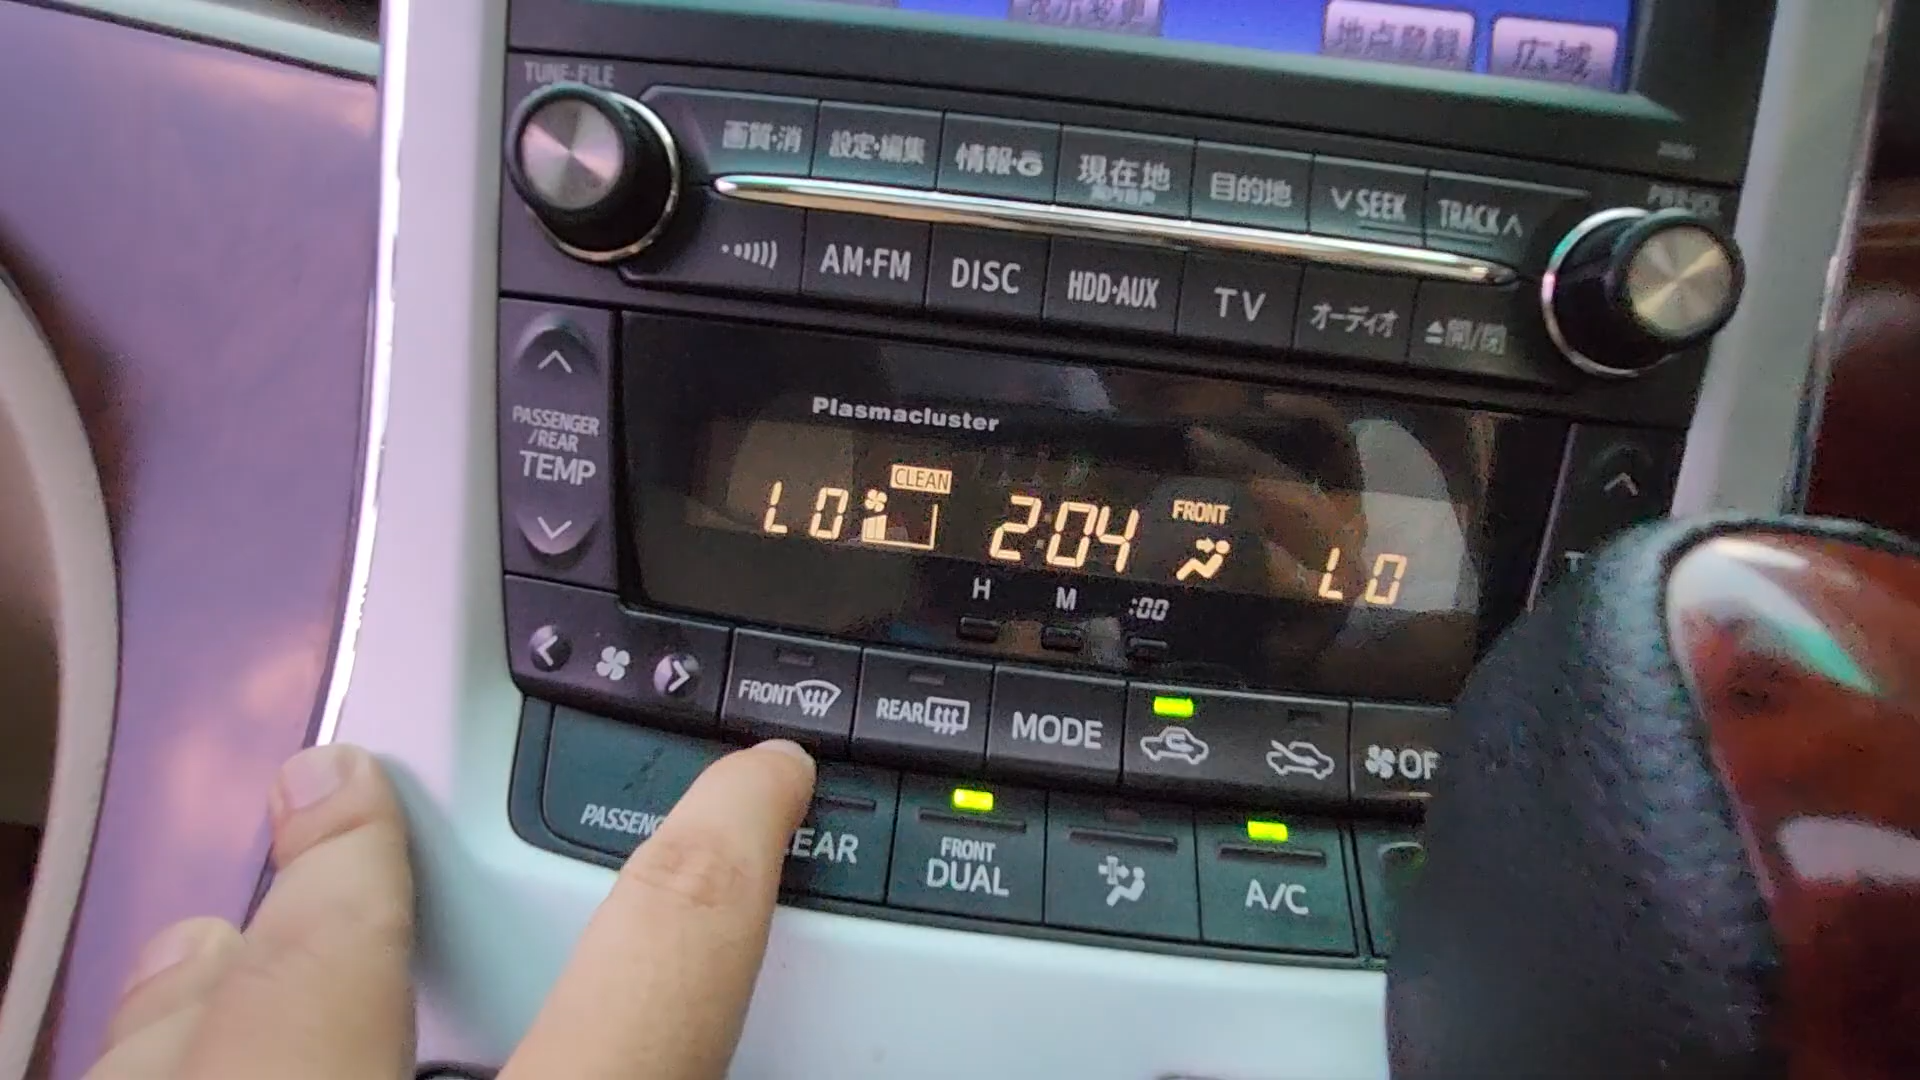 地点登録 広域
TUNE·FILE
画質·消 設定·編集 情報·G 現在地 目的地 ∨ SEEK TRACK ∧
AM·FM DISC HDD·AUX TV オーディオ ≜開/閉
Plasmacluster
PASSENGER
/REAR
TEMP
CLEAN
LO 2:04 FRONT LO
H M :00
FRONT REAR MODE OF
FRONT
DUAL A/C